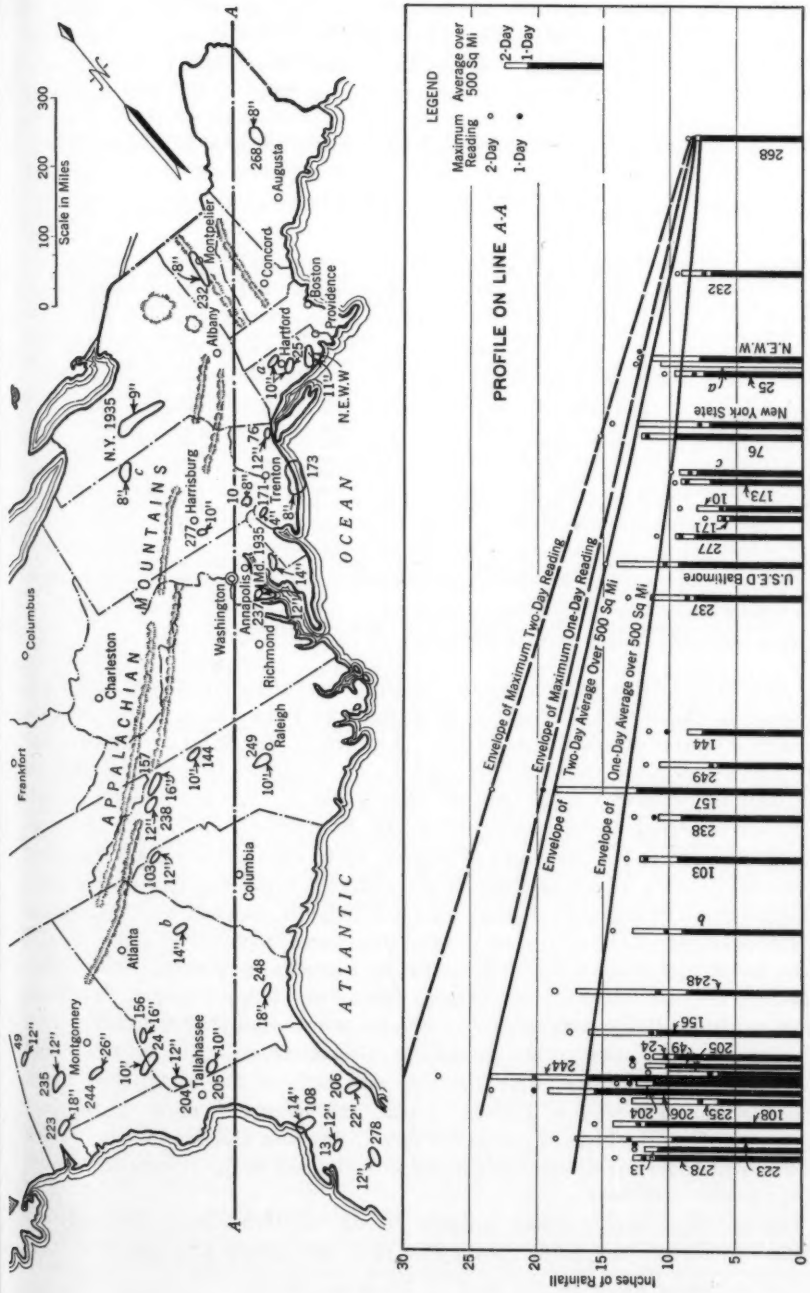 A
A
Scale in Miles
0 100 200 300
N
Frankfort
Columbus
Charleston
APPALACHIAN MOUNTAINS
Harrisburg
Albany
Montpelier
Concord
Augusta
Boston
Providence
Hartford
Trenton
Washington
Annapolis
Richmond
Raleigh
Columbia
Atlanta
Montgomery
Tallahassee
ATLANTIC OCEAN
49
12"
235
12"
223
18"
244
26"
156
16"
24
10"
204
12"
205
10"
108
14"
13
12"
206
22"
278
12"
248
18"
b
14"
103
12"
238
12"
157
16"
144
10"
249
10"
237
12"
Md. 1935
14"
277
10"
10
8"
171
4"
173
8"
76
12"
c
8"
N.Y. 1935
9"
a
10"
25
11"
N.E.W.W
232
8"
268
8"
LEGEND
Maximum Reading
Average over 500 Sq Mi
2-Day
1-Day
2-Day
1-Day
PROFILE ON LINE A-A
Envelope of Maximum Two-Day Reading
Envelope of Maximum One-Day Reading
Envelope of Two-Day Average Over 500 Sq Mi
Envelope of One-Day Average over 500 Sq Mi
Inches of Rainfall
30
25
20
15
10
5
0
13
278
223
108
235
206
204
244
24
49
205
156
248
b
103
238
157
249
144
237
U.S.E.D Baltimore
277
171
10
173
c
76
New York State
25
a
N.E.W.W
232
268